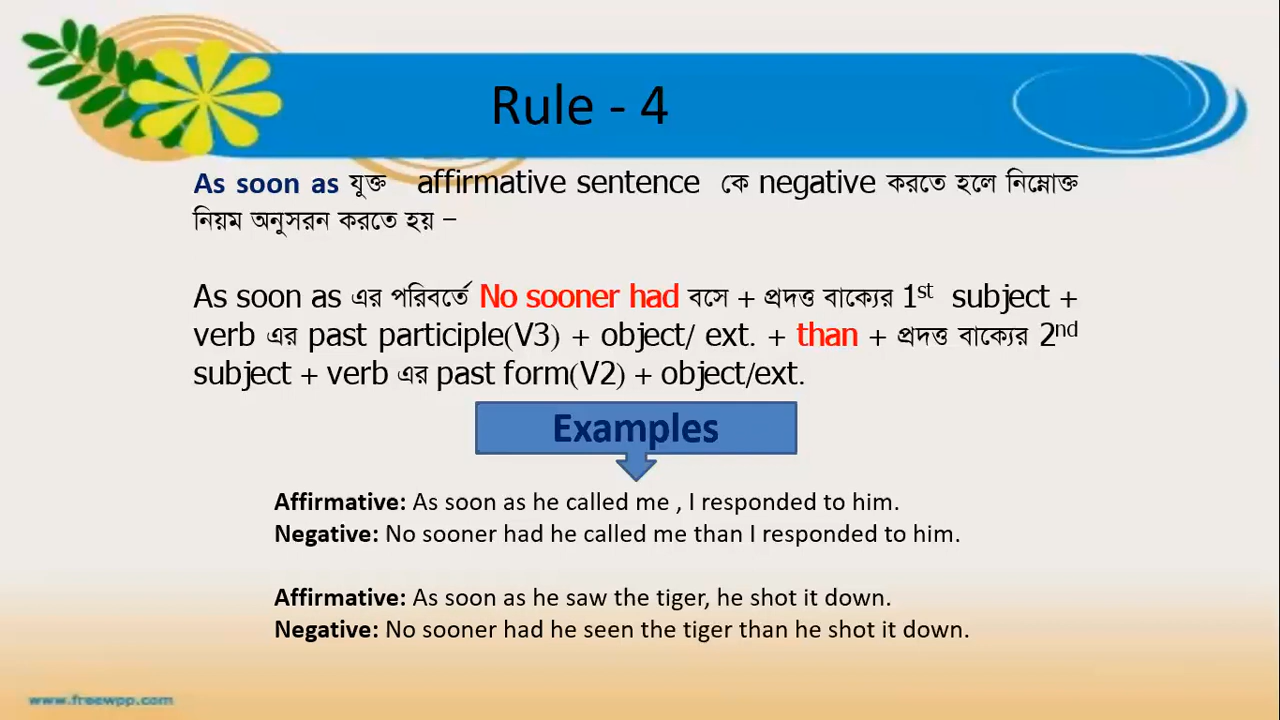 Rule - 4
As soon as যুক্ত affirmative sentence কে negative করতে হলে নিম্নোক্ত
নিয়ম অনুসরন করতে হয় –
As soon as এর পরিবর্তে No sooner had বসে + প্রদত্ত বাক্যের 1st subject +
verb এর past participle(V3) + object/ ext. + than + প্রদত্ত বাক্যের 2nd
subject + verb এর past form(V2) + object/ext.
Examples
Affirmative: As soon as he called me , I responded to him.
Negative: No sooner had he called me than I responded to him.
Affirmative: As soon as he saw the tiger, he shot it down.
Negative: No sooner had he seen the tiger than he shot it down.
www.freewpp.com